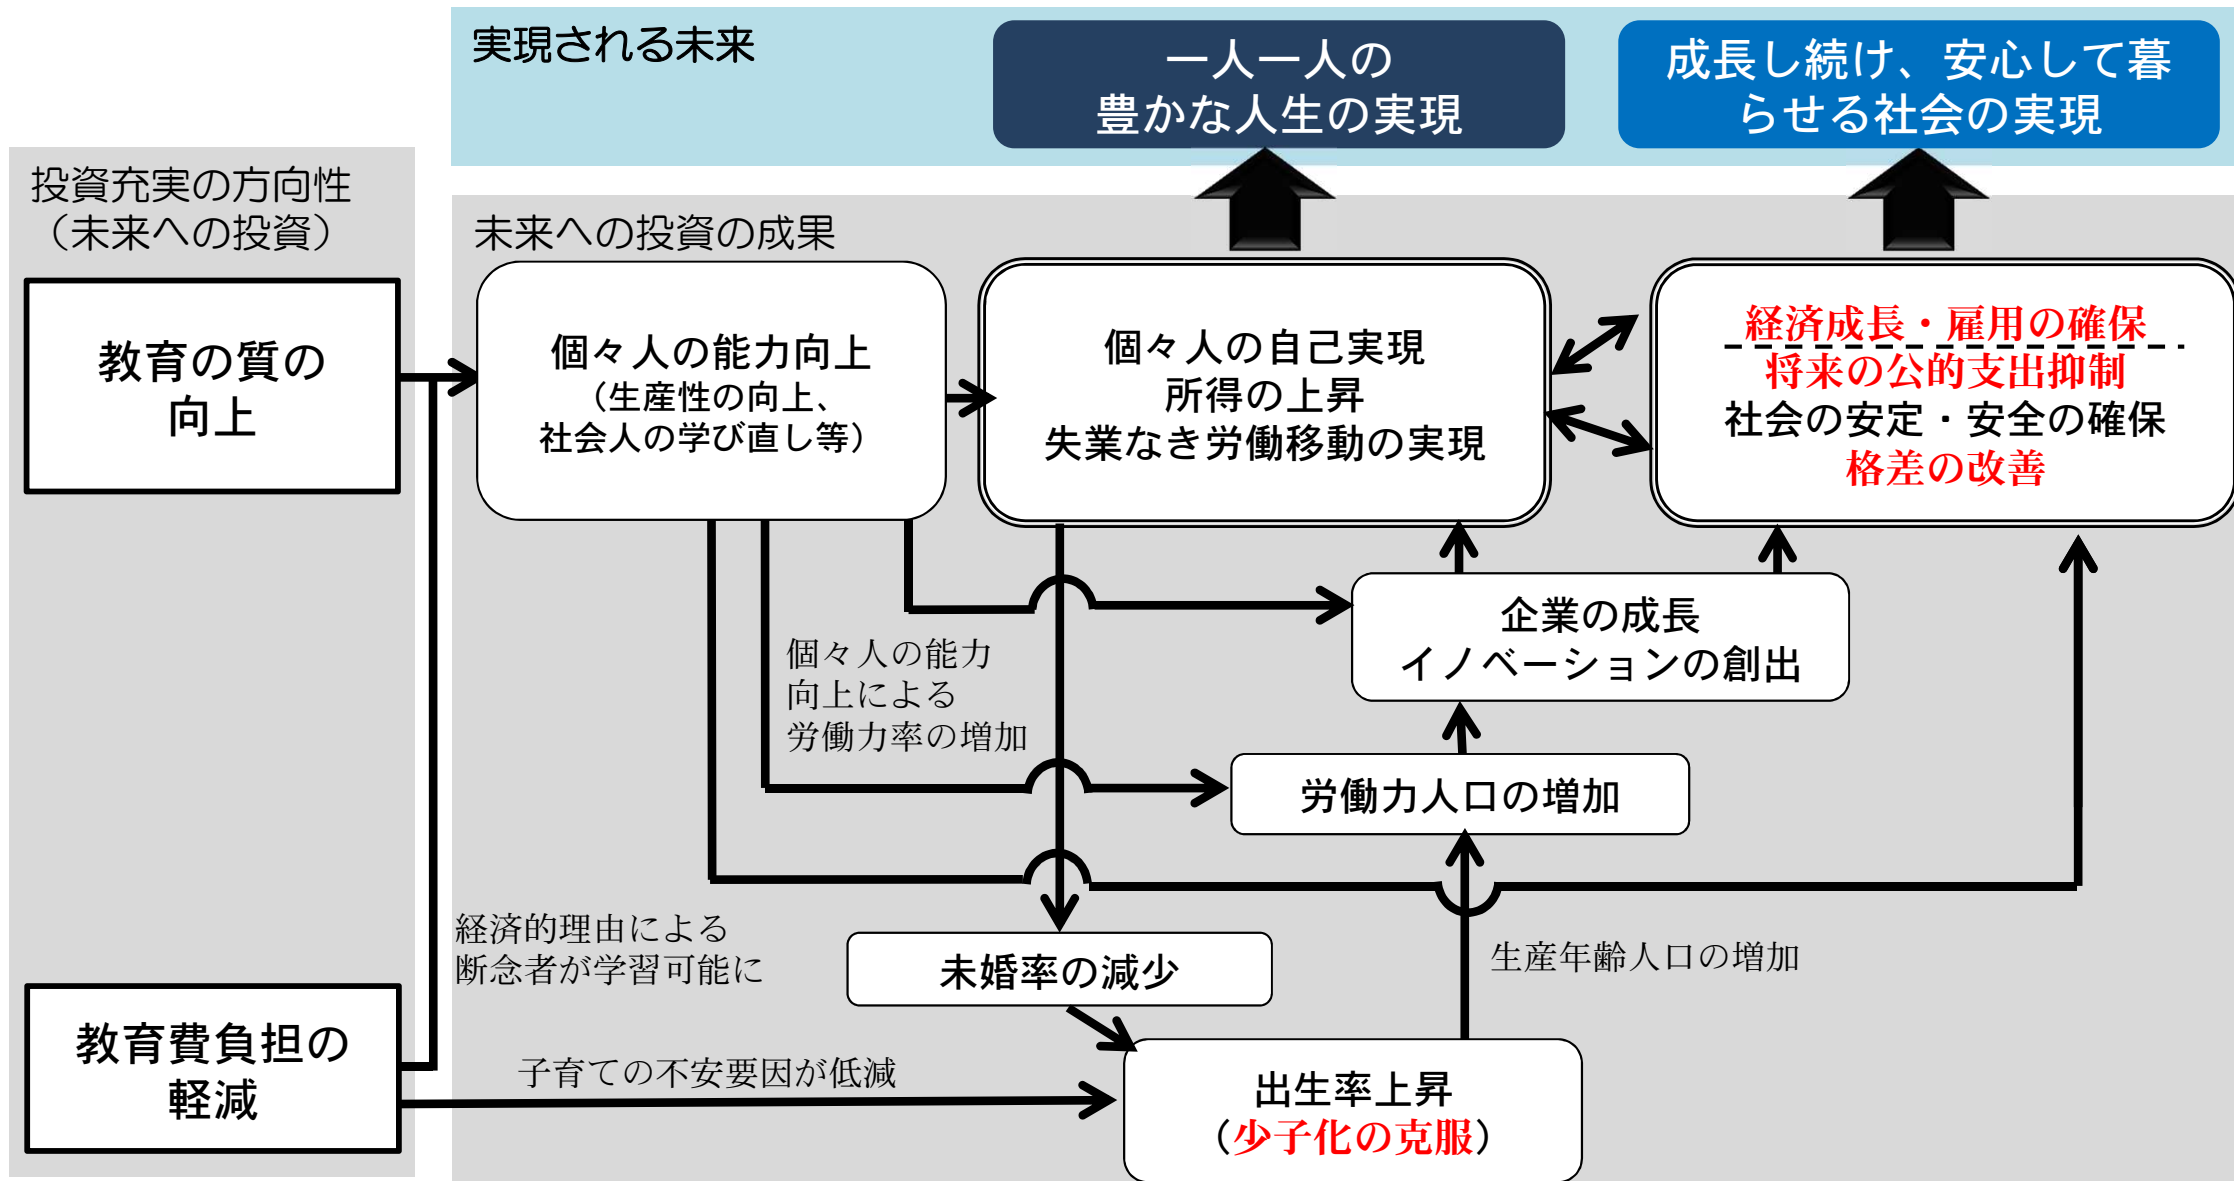 実現される未来
一人一人の
豊かな人生の実現
成長し続け、安心して暮
らせる社会の実現
投資充実の方向性
（未来への投資）
教育の質の
向上
教育費負担の
軽減
未来への投資の成果
個々人の能力向上
（生産性の向上、
社会人の学び直し等）
個々人の自己実現
所得の上昇
失業なき労働移動の実現
経済成長・雇用の確保
将来の公的支出抑制
社会の安定・安全の確保
格差の改善
企業の成長
イノベーションの創出
個々人の能力
向上による
労働力率の増加
労働力人口の増加
経済的理由による
断念者が学習可能に
未婚率の減少
生産年齢人口の増加
子育ての不安要因が低減
出生率上昇
（少子化の克服）